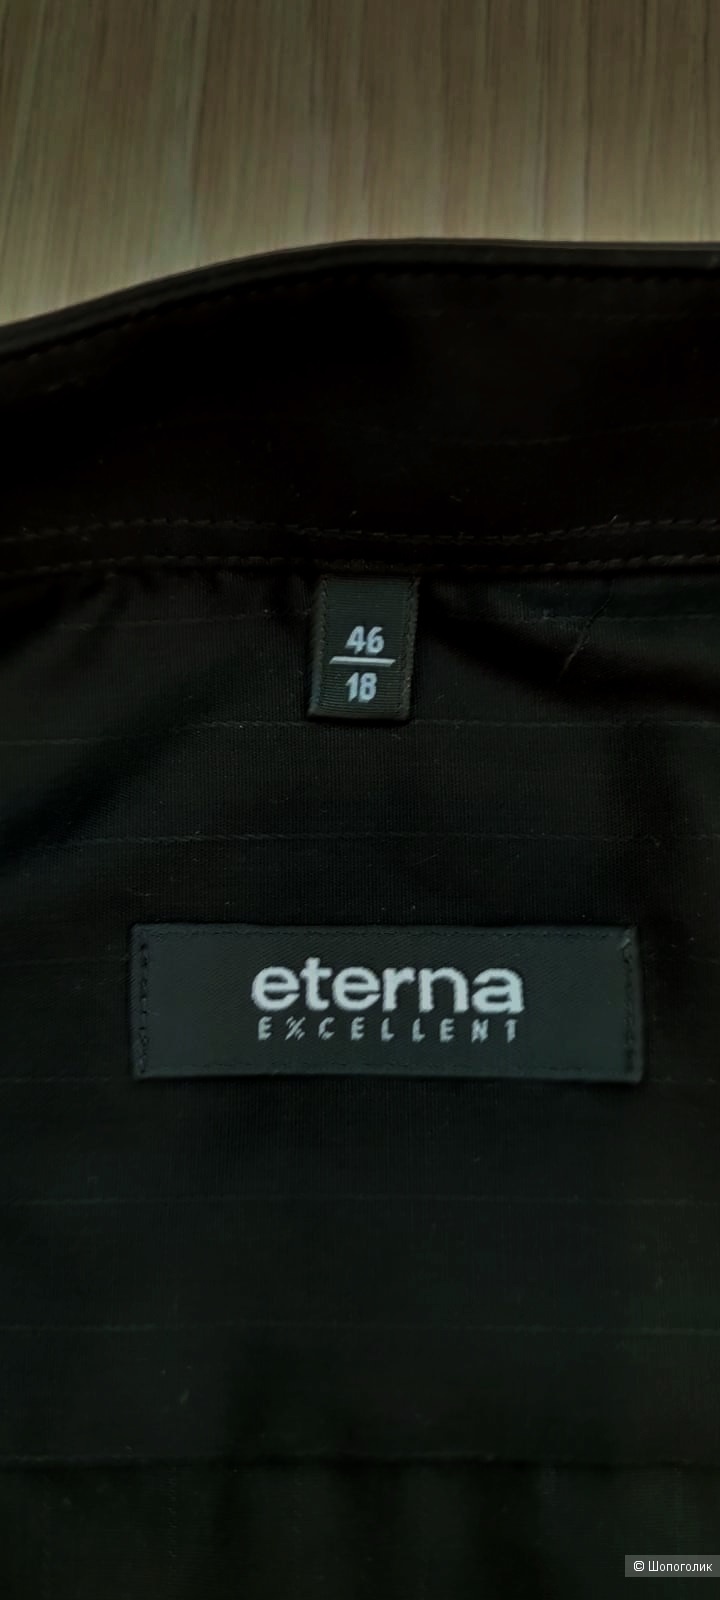 46
18
eterna
EXCELLENT
© Шопоголик